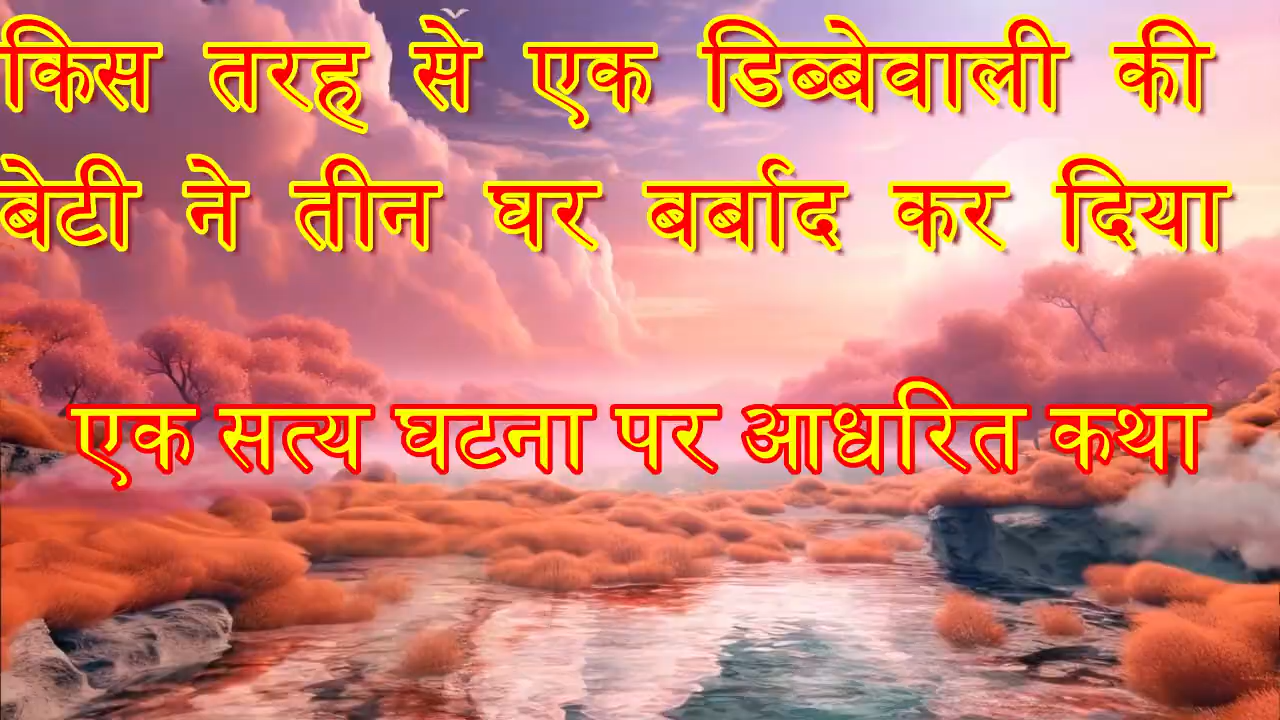 किस तरह से एक डिब्बेवाली की
बेटी ने तीन घर बर्बाद कर दिया
एक सत्य घटना पर आधरित कथा